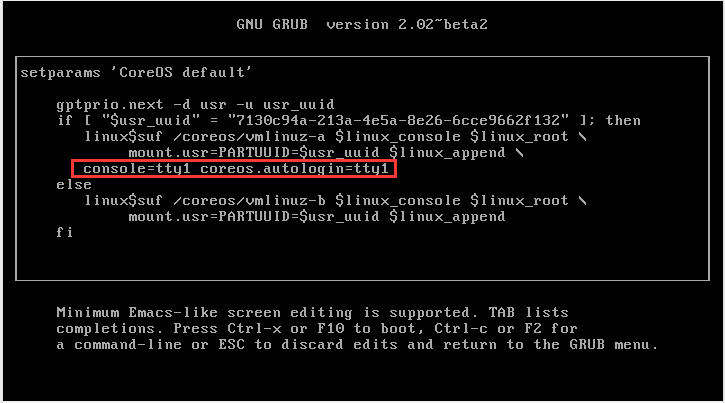 GNU GRUB  version 2.02~beta2
setparams 'CoreOS default'
gptprio.next -d usr -u usr_uuid
if [ "$usr_uuid" = "7130c94a-213a-4e5a-8e26-6cce9662f132" ]; then
linux$suf /coreos/vmlinuz-a $linux_console $linux_root \
mount.usr=PARTUUID=$usr_uuid $linux_append \
console=tty1 coreos.autologin=tty1
else
linux$suf /coreos/vmlinuz-b $linux_console $linux_root \
mount.usr=PARTUUID=$usr_uuid $linux_append
fi
Minimum Emacs-like screen editing is supported. TAB lists
completions. Press Ctrl-x or F10 to boot, Ctrl-c or F2 for
a command-line or ESC to discard edits and return to the GRUB menu.